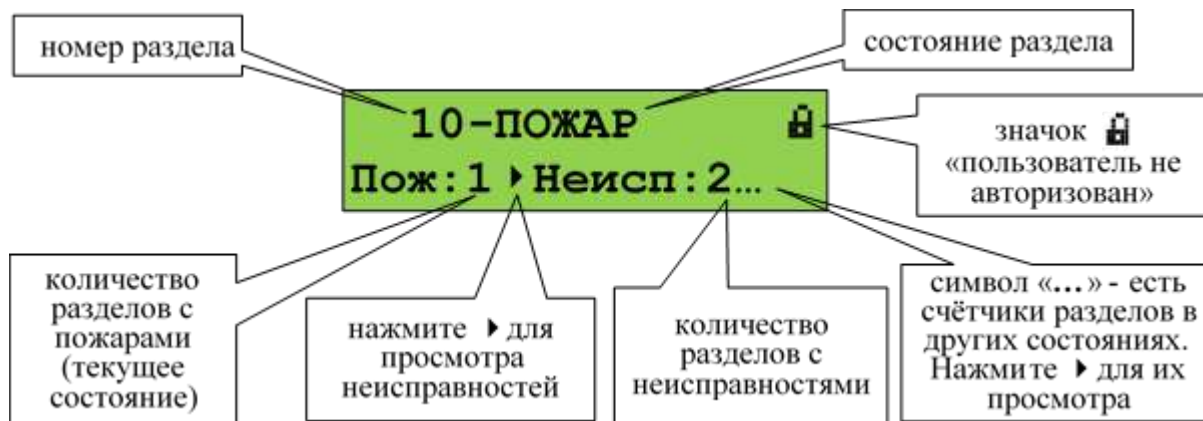 номер раздела
состояние раздела
10-ПОЖАР
Пож:1 ▶ Неисп:2...
значок
«пользователь не
авторизован»
количество
разделов с
пожарами
(текущее
состояние)
нажмите ▶ для
просмотра
неисправностей
количество
разделов с
неисправностями
символ «...» - есть
счётчики разделов в
других состояниях.
Нажмите ▶ для их
просмотра